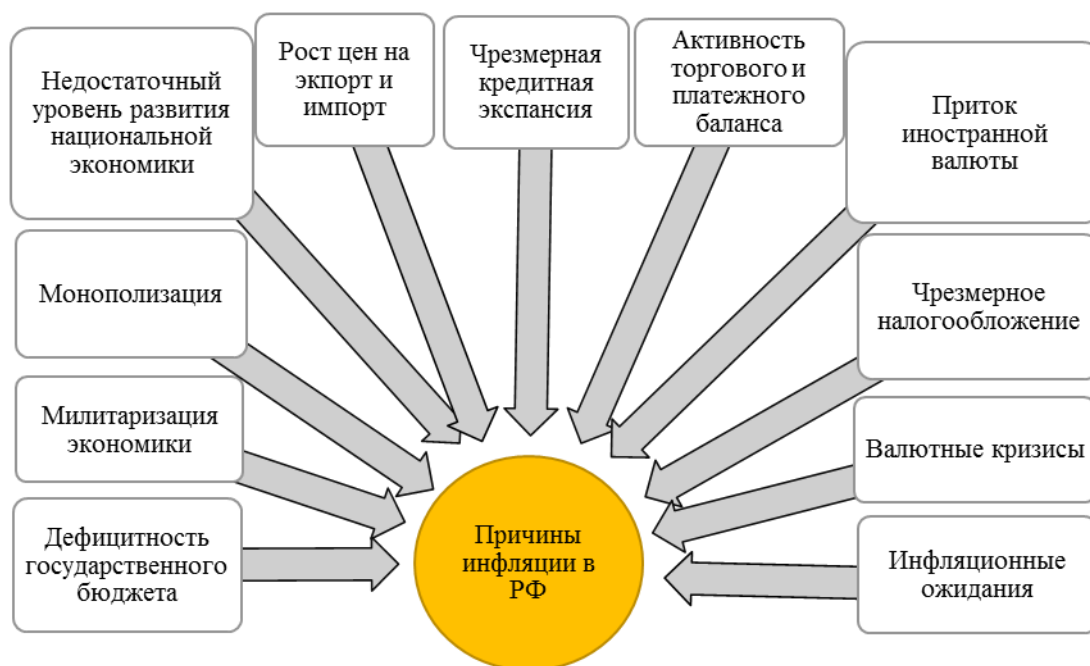 Недостаточный
уровень развития
национальной
экономики
Рост цен на
экпорт и
импорт
Чрезмерная
кредитная
экспансия
Активность
торгового и
платежного
баланса
Приток
иностранной
валюты
Монополизация
Чрезмерное
налогообложение
Милитаризация
экономики
Валютные кризисы
Дефицитность
государственного
бюджета
Инфляционные
ожидания
Причины
инфляции в
РФ